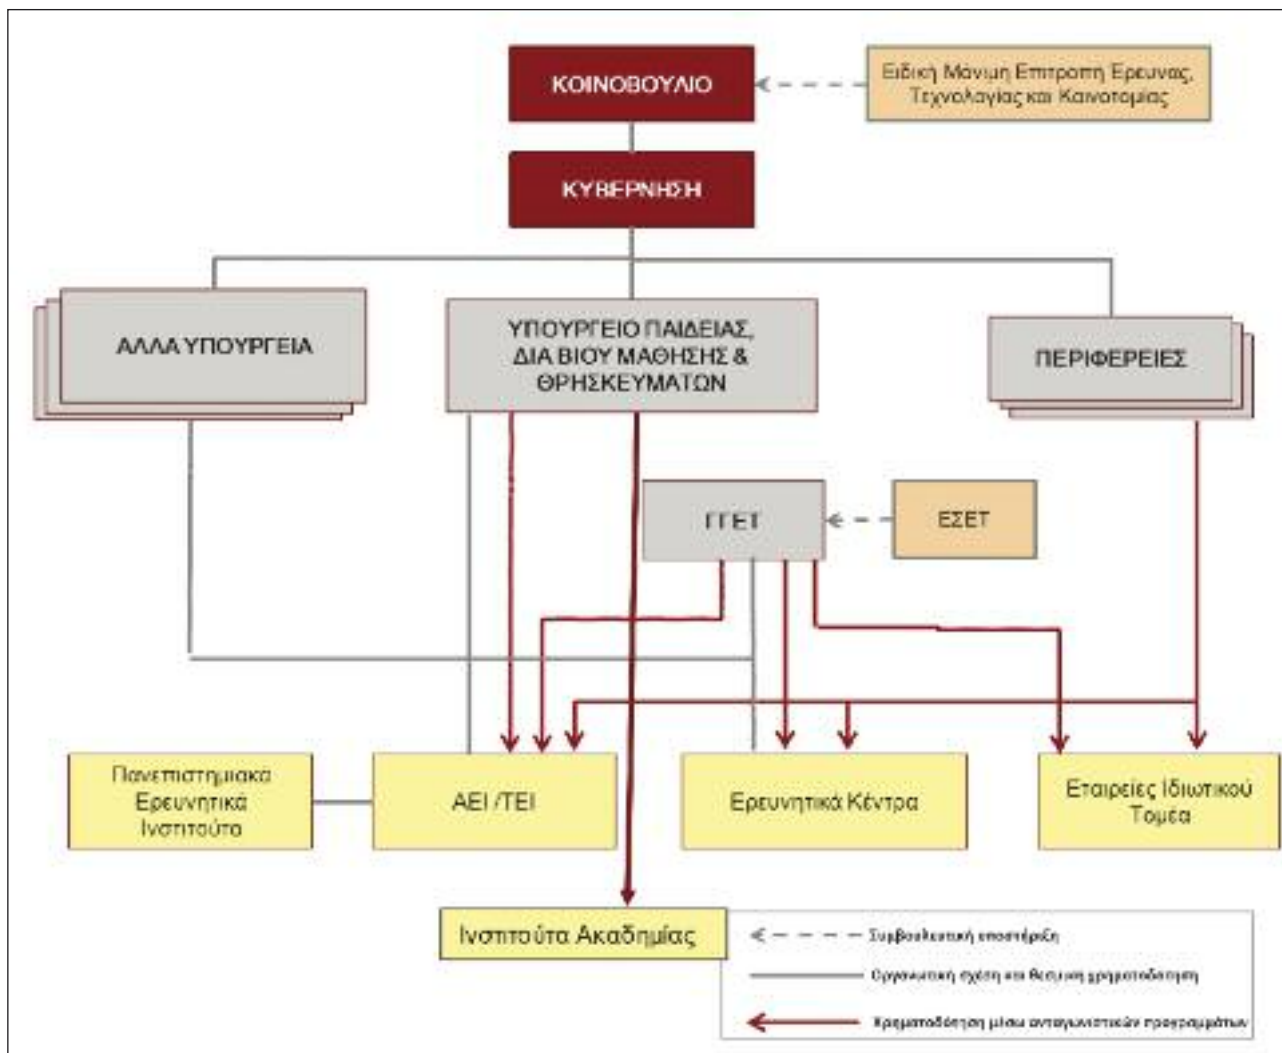 ΚΟΙΝΟΒΟΥΛΙΟ
Ειδική Μόνιμη Επιτροπή Έρευνας,
Τεχνολογίας και Καινοτομίας
ΚΥΒΕΡΝΗΣΗ
ΑΛΛΑ ΥΠΟΥΡΓΕΙΑ
ΥΠΟΥΡΓΕΙΟ ΠΑΙΔΕΙΑΣ,
ΔΙΑ ΒΙΟΥ ΜΑΘΗΣΗΣ &
ΘΡΗΣΚΕΥΜΑΤΩΝ
ΠΕΡΙΦΕΡΕΙΕΣ
ΓΓΕΤ
ΕΣΕΤ
Πανεπιστημιακά
Ερευνητικά
Ινστιτούτα
ΑΕΙ /ΤΕΙ
Ερευνητικά Κέντρα
Εταιρείες Ιδιωτικού
Τομέα
Ινστιτούτα Ακαδημίας
Συμβουλευτική υποστήριξη
Οργανωτική σχέση και θεσμική χρηματοδότηση
Χρηματοδότηση μέσω ανταγωνιστικών προγραμμάτων